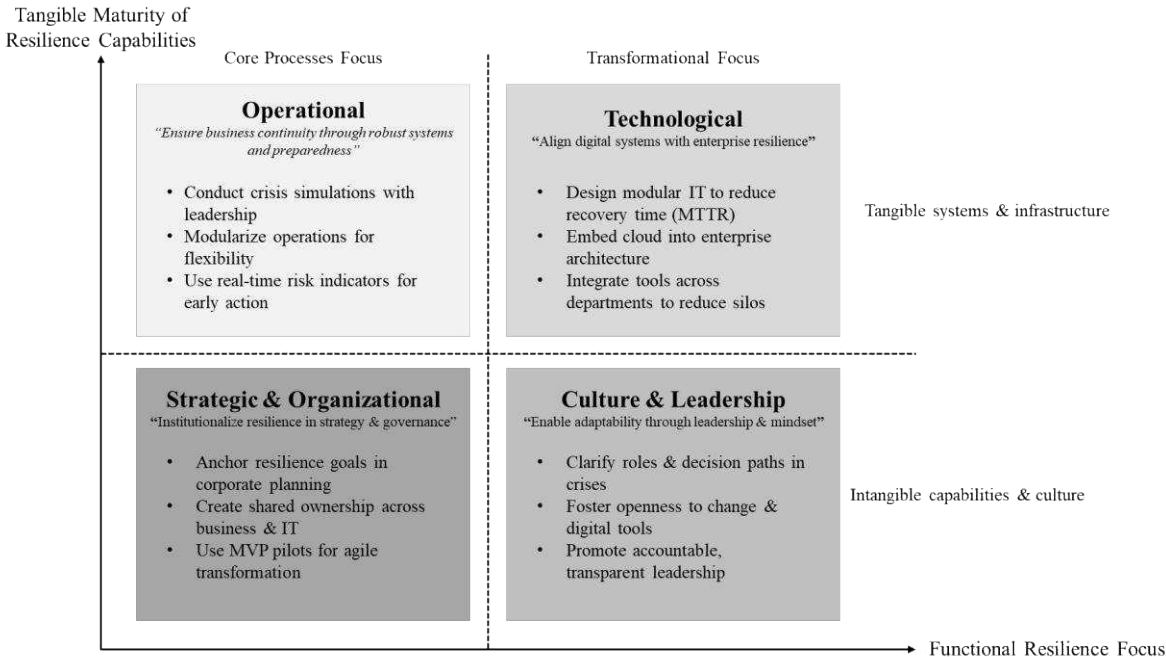 Tangible Maturity of
Resilience Capabilities
Core Processes Focus
Transformational Focus
Operational
“Ensure business continuity through robust systems
and preparedness”
• Conduct crisis simulations with
leadership
• Modularize operations for
flexibility
• Use real-time risk indicators for
early action
Technological
“Align digital systems with enterprise resilience”
• Design modular IT to reduce
recovery time (MTTR)
• Embed cloud into enterprise
architecture
• Integrate tools across
departments to reduce silos
Tangible systems & infrastructure
Strategic & Organizational
“Institutionalize resilience in strategy & governance”
• Anchor resilience goals in
corporate planning
• Create shared ownership across
business & IT
• Use MVP pilots for agile
transformation
Culture & Leadership
“Enable adaptability through leadership & mindset”
• Clarify roles & decision paths in
crises
• Foster openness to change &
digital tools
• Promote accountable,
transparent leadership
Intangible capabilities & culture
Functional Resilience Focus